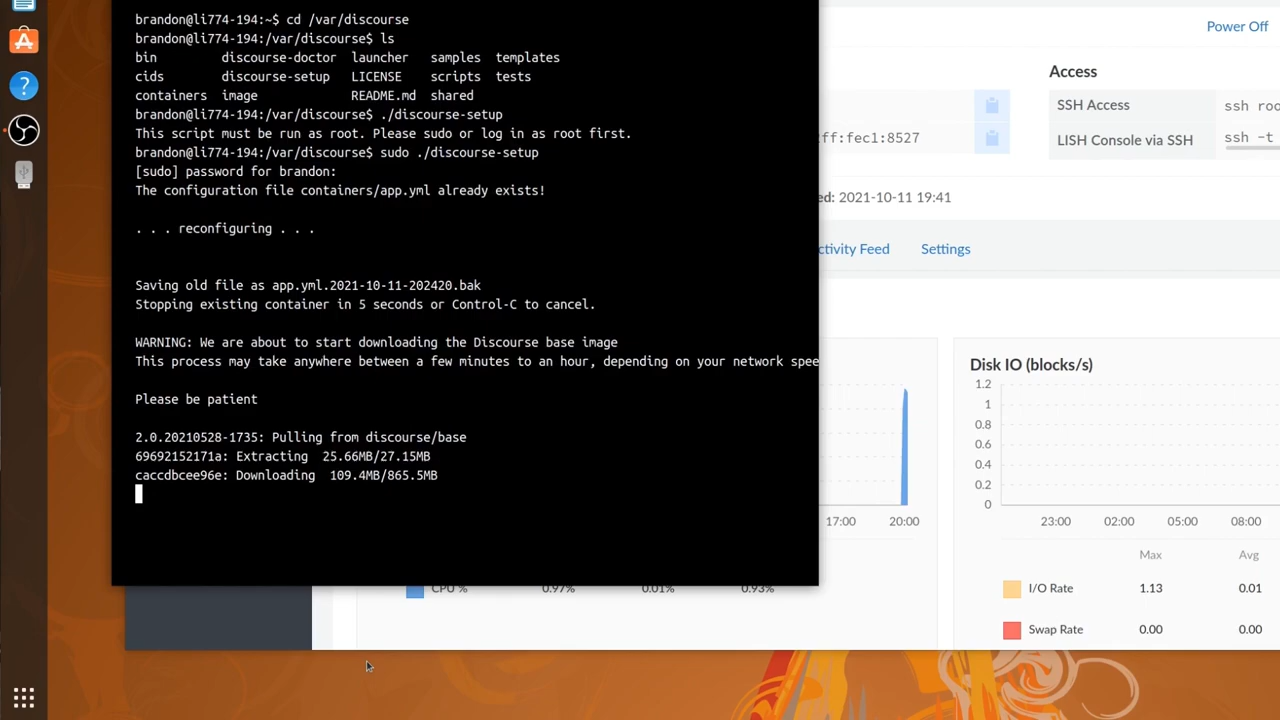 brandon@li774-194:~$ cd /var/discourse
brandon@li774-194:/var/discourse$ ls
bin discourse-doctor launcher samples templates
cids discourse-setup LICENSE scripts tests
containers image README.md shared
brandon@li774-194:/var/discourse$ ./discourse-setup
This script must be run as root. Please sudo or log in as root first.
brandon@li774-194:/var/discourse$ sudo ./discourse-setup
[sudo] password for brandon:
The configuration file containers/app.yml already exists!
. . . reconfiguring . . .
Saving old file as app.yml.2021-10-11-202420.bak
Stopping existing container in 5 seconds or Control-C to cancel.
WARNING: We are about to start downloading the Discourse base image
This process may take anywhere between a few minutes to an hour, depending on your network spee
Please be patient
2.0.20210528-1735: Pulling from discourse/base
69692152171a: Extracting 25.66MB/27.15MB
caccdbcee96e: Downloading 109.4MB/865.5MB
Power Off
Access
SSH Access ssh roo
ff:fec1:8527
LISH Console via SSH ssh -t
ed: 2021-10-11 19:41
ctivity Feed Settings
Disk IO (blocks/s)
1.2
1
0.8
0.6
0.4
0.2
0
17:00 20:00
23:00 02:00 05:00 08:00
Max Avg
CPU % 0.97% 0.01% 0.93%
I/O Rate 1.13 0.01
Swap Rate 0.00 0.00